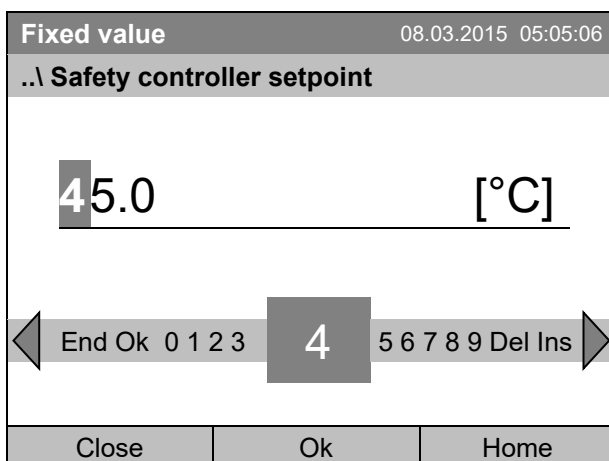 Fixed value 08.03.2015 05:05:06
..\ Safety controller setpoint
45.0 [°C]
End Ok 0 1 2 3 4 5 6 7 8 9 Del Ins
Close Ok Home